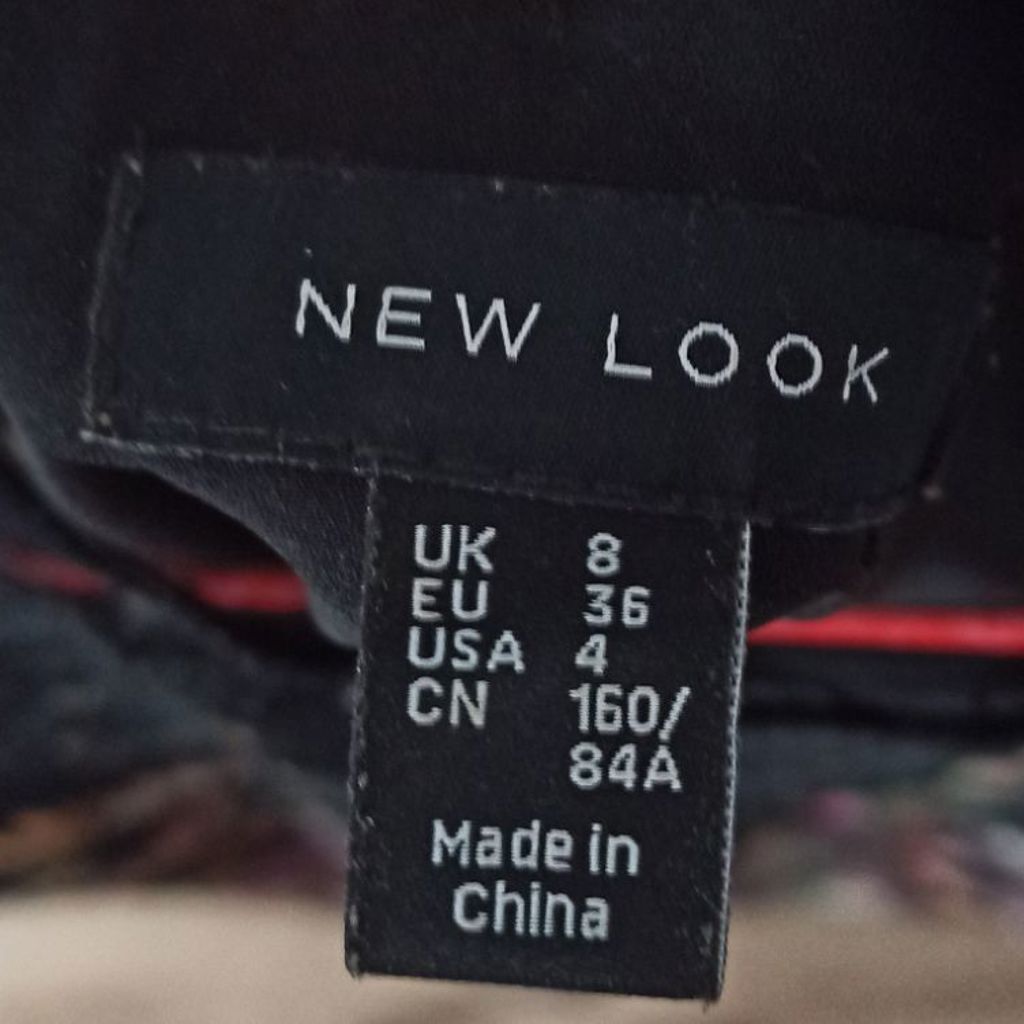 NEW LOOK
UK 8
EU 36
USA 4
CN 160/
84A
Made in
China